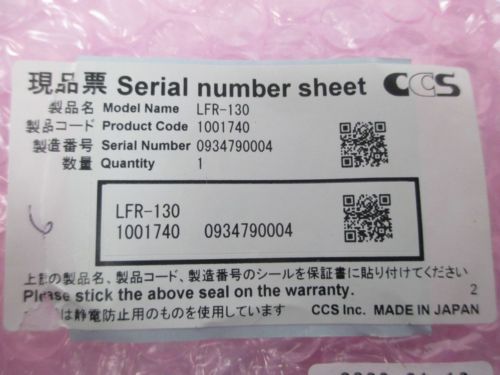 現品票 Serial number sheet CCS
製品名 Model Name LFR-130
製品コード Product Code 1001740
製造番号 Serial Number 0934790004
数量 Quantity 1
LFR-130
1001740 0934790004
上記の製品名、製品コード、製造番号のシールを保証書に貼り付けてください
Please stick the above seal on the warranty. 2
は静電防止用のものを使用しています CCS Inc. MADE IN JAPAN
6